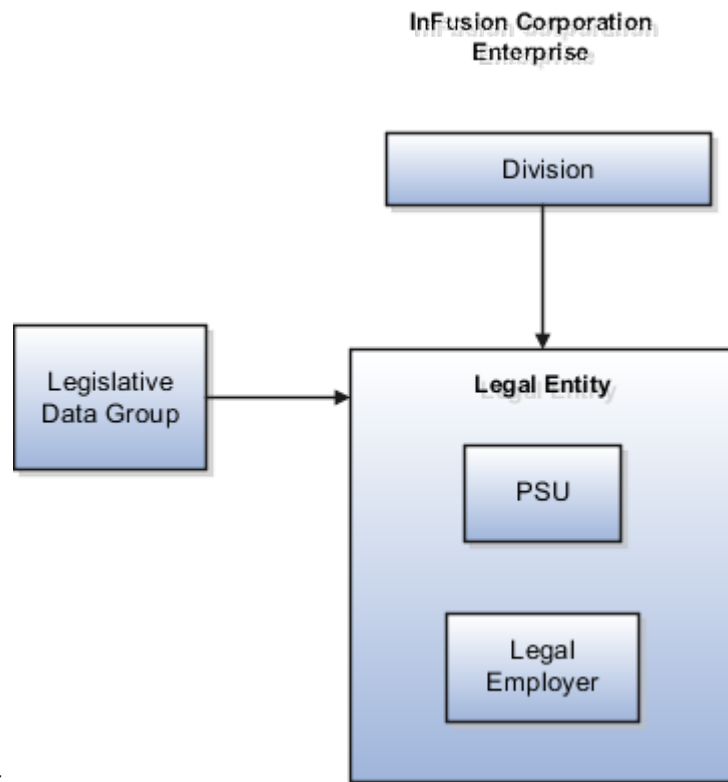 InFusion Corporation
Enterprise
Division
Legislative
Data Group
Legal Entity
PSU
Legal
Employer